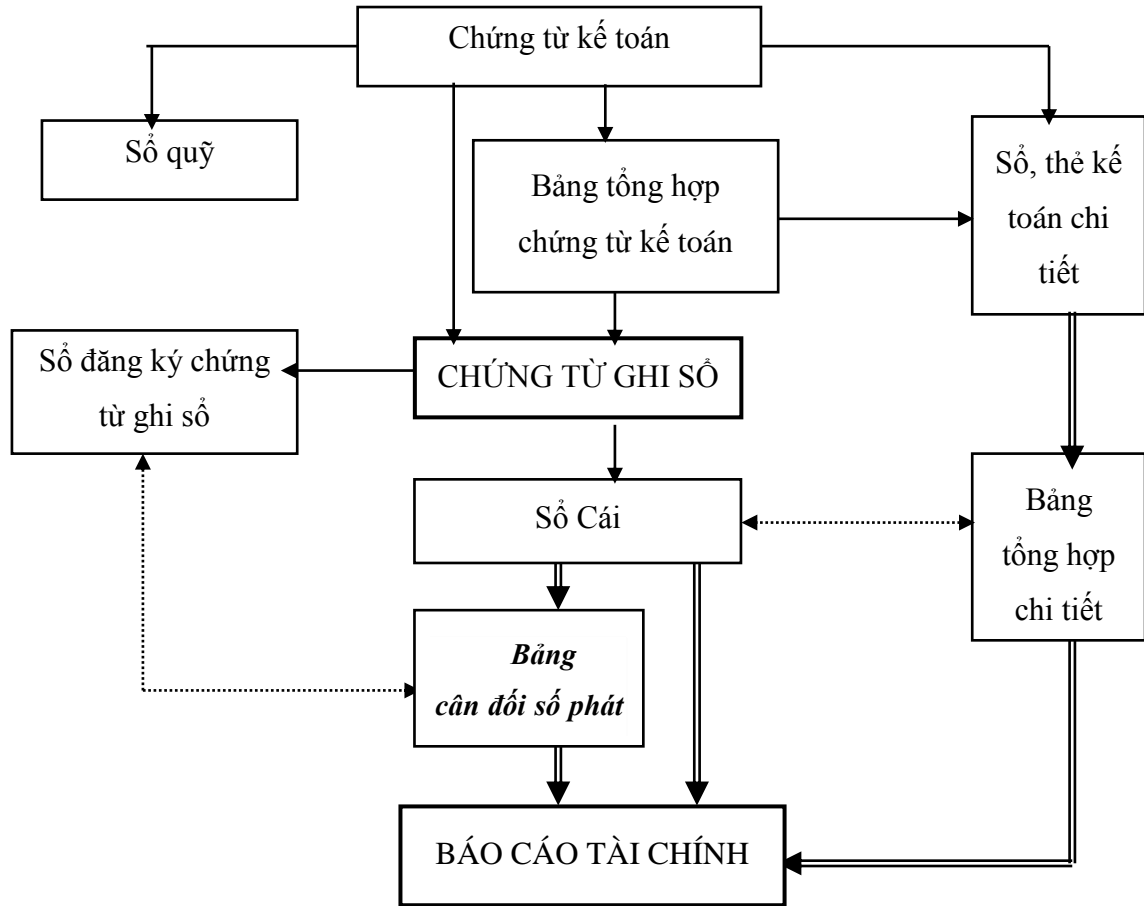 Chứng từ kế toán
Sổ quỹ
Bảng tổng hợp
chứng từ kế toán
Sổ, thẻ kế
toán chi
tiết
Sổ đăng ký chứng
từ ghi sổ
CHỨNG TỪ GHI SỔ
Sổ Cái
Bảng
tổng hợp
chi tiết
Bảng
cân đối số phát
BÁO CÁO TÀI CHÍNH